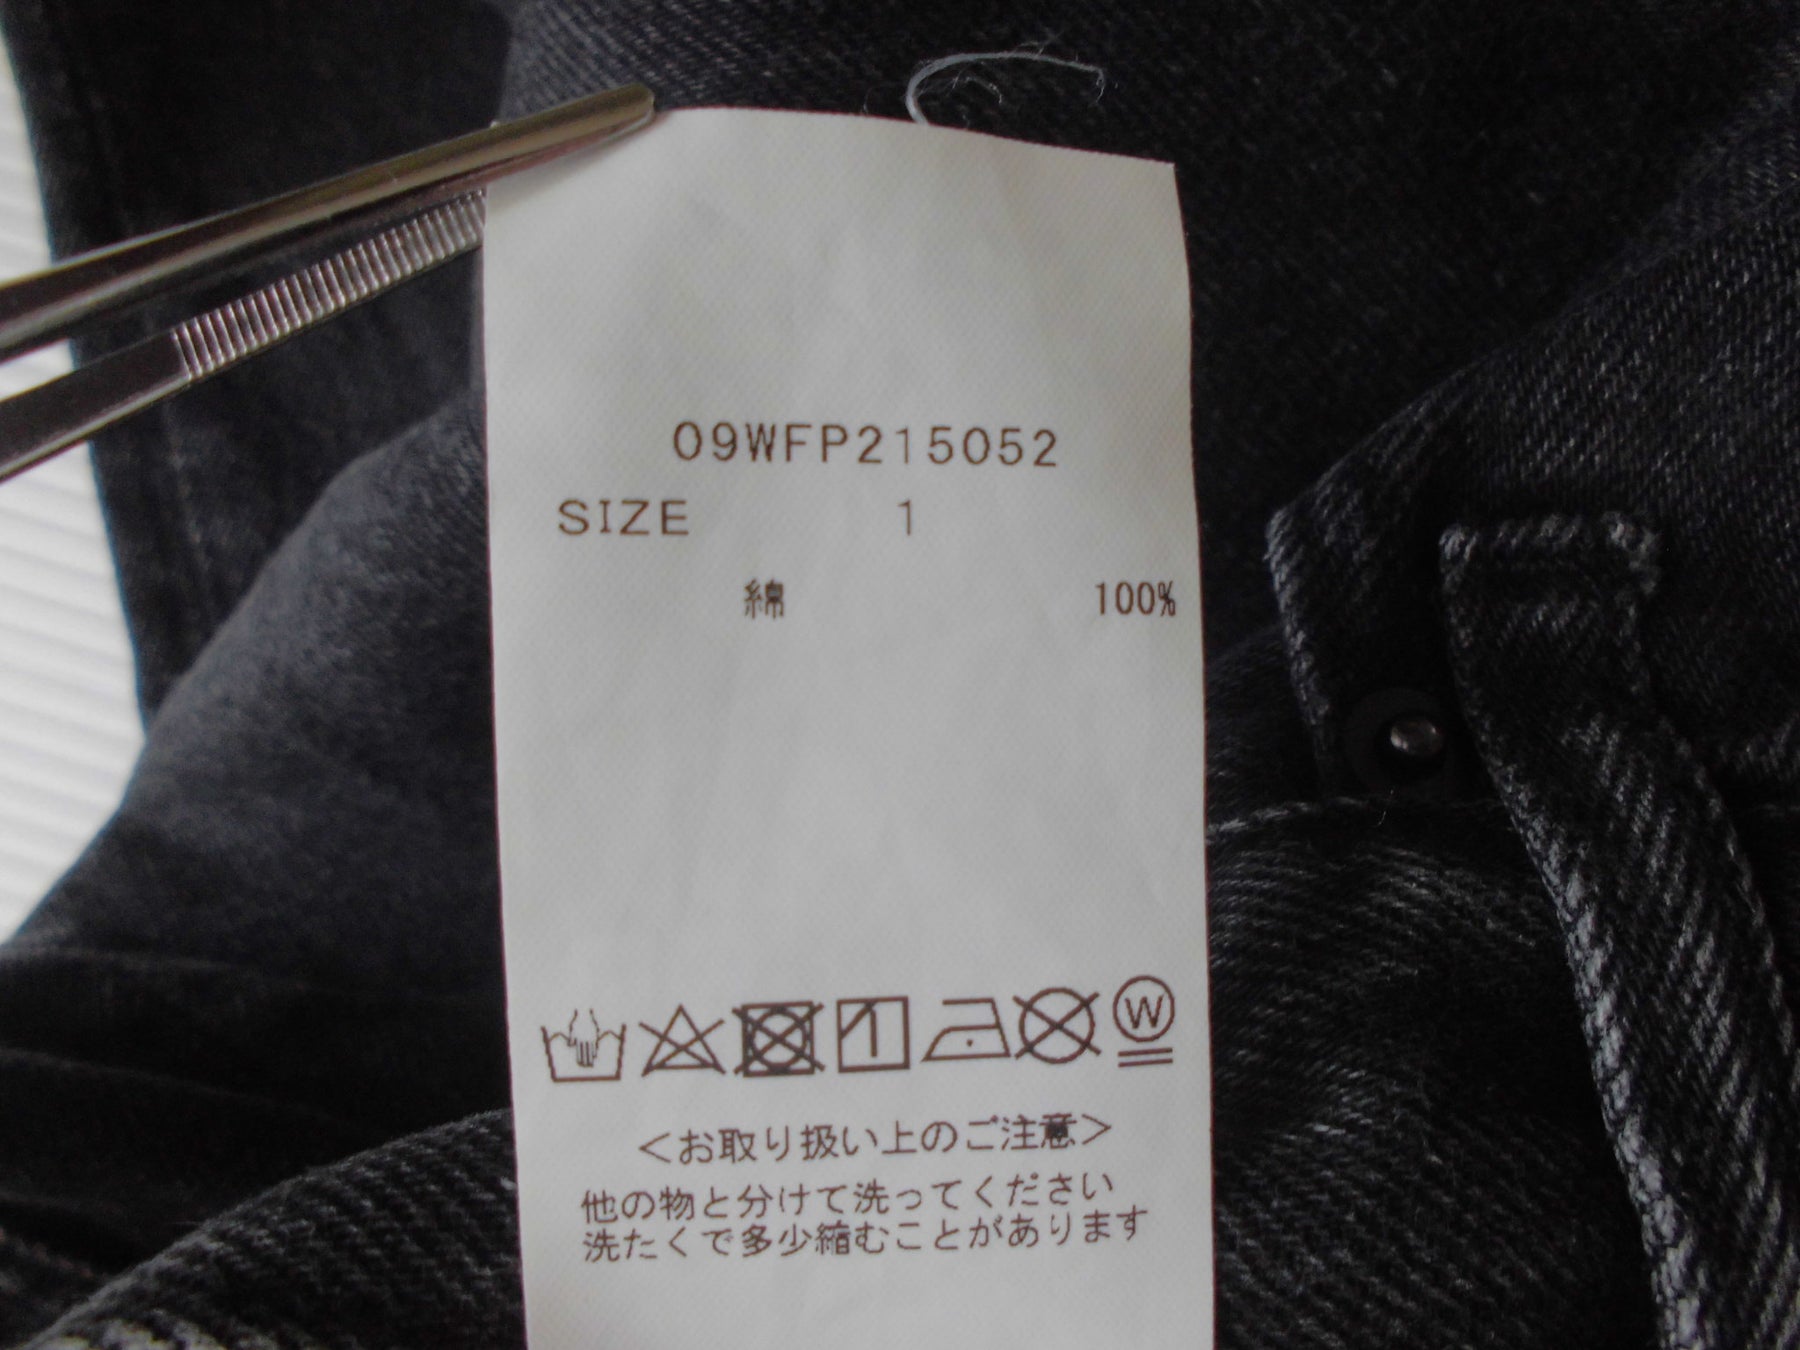 09WFP215052
SIZE 1
綿 100%
W
<お取り扱い上のご注意>
他の物と分けて洗ってください
洗たくで多少縮むことがあります